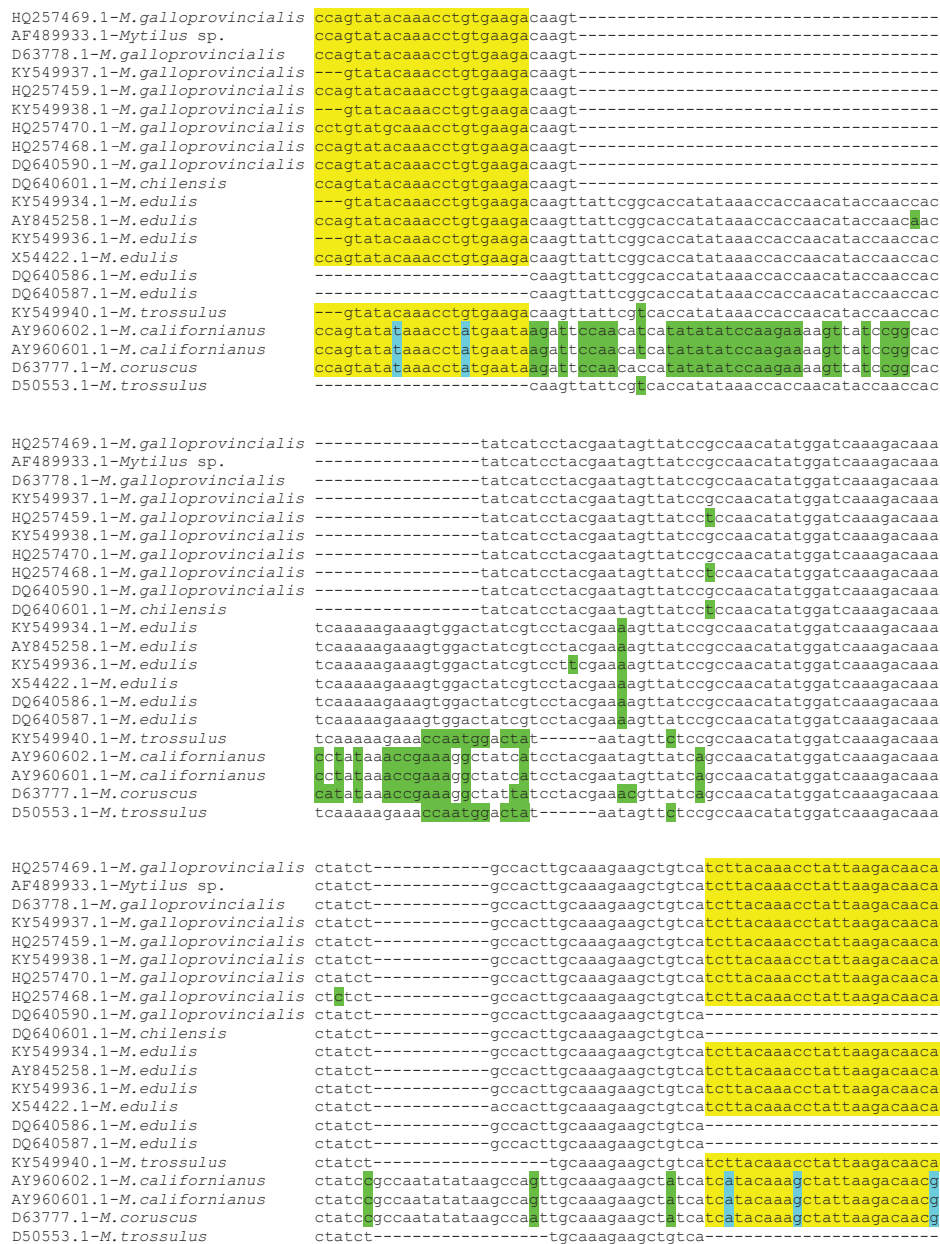 HQ257469.1-M.galloprovincialis ccagtatacaaacctgtgaagacaagt-------------------------------------
AF489933.1-Mytilus sp. ccagtatacaaacctgtgaagacaagt-------------------------------------
D63778.1-M.galloprovincialis ccagtatacaaacctgtgaagacaagt-------------------------------------
KY549937.1-M.galloprovincialis ---gtatacaaacctgtgaagacaagt-------------------------------------
HQ257459.1-M.galloprovincialis ccagtatacaaacctgtgaagacaagt-------------------------------------
KY549938.1-M.galloprovincialis ---gtatacaaacctgtgaagacaagt-------------------------------------
HQ257470.1-M.galloprovincialis cctgtatgcaaacctgtgaagacaagt-------------------------------------
HQ257468.1-M.galloprovincialis ccagtatacaaacctgtgaagacaagt-------------------------------------
DQ640590.1-M.galloprovincialis ccagtatacaaacctgtgaagacaagt-------------------------------------
DQ640601.1-M.chilensis ccagtatacaaacctgtgaagacaagt-------------------------------------
KY549934.1-M.edulis ---gtatacaaacctgtgaagacaagttattcggcaccatataaaccaccaacataccaaccac
AY845258.1-M.edulis ccagtatacaaacctgtgaagacaagttattcggcaccatataaaccaccaacataccaacaac
KY549936.1-M.edulis ---gtatacaaacctgtgaagacaagttattcggcaccatataaaccaccaacataccaaccac
X54422.1-M.edulis ccagtatacaaacctgtgaagacaagttattcggcaccatataaaccaccaacataccaaccac
DQ640586.1-M.edulis ----------------------caagttattcggcaccatataaaccaccaacataccaaccac
DQ640587.1-M.edulis ----------------------caagttattcggcaccatataaaccaccaacataccaaccac
KY549940.1-M.trossulus ---gtatacaaacctgtgaagacaagttattcgtcaccatataaaccaccaacataccaaccac
AY960602.1-M.californianus ccagtatataaacctatgaataagattccaacatcatatatatccaagaaaagttatccggcac
AY960601.1-M.californianus ccagtatataaacctatgaataagattccaacatcatatatatccaagaaaagttatccggcac
D63777.1-M.coruscus ccagtatataaacctatgaataagattccaacaccatatatatccaagaaaagttatccggcac
D50553.1-M.trossulus ----------------------caagttattcgtcaccatataaaccaccaacataccaaccac
HQ257469.1-M.galloprovincialis -----------------tatcatcctacgaatagttatccgccaacatatggatcaaagacaaa
AF489933.1-Mytilus sp. -----------------tatcatcctacgaatagttatccgccaacatatggatcaaagacaaa
D63778.1-M.galloprovincialis -----------------tatcatcctacgaatagttatccgccaacatatggatcaaagacaaa
KY549937.1-M.galloprovincialis -----------------tatcatcctacgaatagttatccgccaacatatggatcaaagacaaa
HQ257459.1-M.galloprovincialis -----------------tatcatcctacgaatagttatcctccaacatatggatcaaagacaaa
KY549938.1-M.galloprovincialis -----------------tatcatcctacgaatagttatccgccaacatatggatcaaagacaaa
HQ257470.1-M.galloprovincialis -----------------tatcatcctacgaatagttatccgccaacatatggatcaaagacaaa
HQ257468.1-M.galloprovincialis -----------------tatcatcctacgaatagttatcctccaacatatggatcaaagacaaa
DQ640590.1-M.galloprovincialis -----------------tatcatcctacgaatagttatccgccaacatatggatcaaagacaaa
DQ640601.1-M.chilensis -----------------tatcatcctacgaatagttatcctccaacatatggatcaaagacaaa
KY549934.1-M.edulis tcaaaaagaaagtggactatcgtcctacgaaaagttatccgccaacatatggatcaaagacaaa
AY845258.1-M.edulis tcaaaaagaaagtggactatcgtcctacgaaaagttatccgccaacatatggatcaaagacaaa
KY549936.1-M.edulis tcaaaaagaaagtggactatcgtccttcgaaaagttatccgccaacatatggatcaaagacaaa
X54422.1-M.edulis tcaaaaagaaagtggactatcgtcctacgaaaagttatccgccaacatatggatcaaagacaaa
DQ640586.1-M.edulis tcaaaaagaaagtggactatcgtcctacgaaaagttatccgccaacatatggatcaaagacaaa
DQ640587.1-M.edulis tcaaaaagaaagtggactatcgtcctacgaaaagttatccgccaacatatggatcaaagacaaa
KY549940.1-M.trossulus tcaaaaagaaaccaatggactat------aatagttctccgccaacatatggatcaaagacaaa
AY960602.1-M.californianus cctataaaccgaaaggctatcatcctacgaatagttatcagccaacatatggatcaaagacaaa
AY960601.1-M.californianus cctataaaccgaaaggctatcatcctacgaatagttatcagccaacatatggatcaaagacaaa
D63777.1-M.coruscus catataaaccgaaaggctattatcctacgaaacgttatcagccaacatatggatcaaagacaaa
D50553.1-M.trossulus tcaaaaagaaaccaatggactat------aatagttctccgccaacatatggatcaaagacaaa
HQ257469.1-M.galloprovincialis ctatct------------gccacttgcaaagaagctgtcatcttacaaacctattaagacaaca
AF489933.1-Mytilus sp. ctatct------------gccacttgcaaagaagctgtcatcttacaaacctattaagacaaca
D63778.1-M.galloprovincialis ctatct------------gccacttgcaaagaagctgtcatcttacaaacctattaagacaaca
KY549937.1-M.galloprovincialis ctatct------------gccacttgcaaagaagctgtcatcttacaaacctattaagacaaca
HQ257459.1-M.galloprovincialis ctatct------------gccacttgcaaagaagctgtcatcttacaaacctattaagacaaca
KY549938.1-M.galloprovincialis ctatct------------gccacttgcaaagaagctgtcatcttacaaacctattaagacaaca
HQ257470.1-M.galloprovincialis ctatct------------gccacttgcaaagaagctgtcatcttacaaacctattaagacaaca
HQ257468.1-M.galloprovincialis ctctct------------gccacttgcaaagaagctgtcatcttacaaacctattaagacaaca
DQ640590.1-M.galloprovincialis ctatct------------gccacttgcaaagaagctgtca------------------------
DQ640601.1-M.chilensis ctatct------------gccacttgcaaagaagctgtca------------------------
KY549934.1-M.edulis ctatct------------gccacttgcaaagaagctgtcatcttacaaacctattaagacaaca
AY845258.1-M.edulis ctatct------------gccacttgcaaagaagctgtcatcttacaaacctattaagacaaca
KY549936.1-M.edulis ctatct------------gccacttgcaaagaagctgtcatcttacaaacctattaagacaaca
X54422.1-M.edulis ctatct------------accacttgcaaagaagctgtcatcttacaaacctattaagacaaca
DQ640586.1-M.edulis ctatct------------gccacttgcaaagaagctgtca------------------------
DQ640587.1-M.edulis ctatct------------gccacttgcaaagaagctgtca------------------------
KY549940.1-M.trossulus ctatct------------------tgcaaagaagctgtcatcttacaaacctattaagacaaca
AY960602.1-M.californianus ctatccgccaatatataagccagttgcaaagaagctatcatcatacaaagctattaagacaacg
AY960601.1-M.californianus ctatccgccaatatataagccagttgcaaagaagctatcatcatacaaagctattaagacaacg
D63777.1-M.coruscus ctatccgccaatatataagccaattgcaaagaagctatcatcatacaaagctattaagacaacg
D50553.1-M.trossulus ctatct------------------tgcaaagaagctgtca------------------------